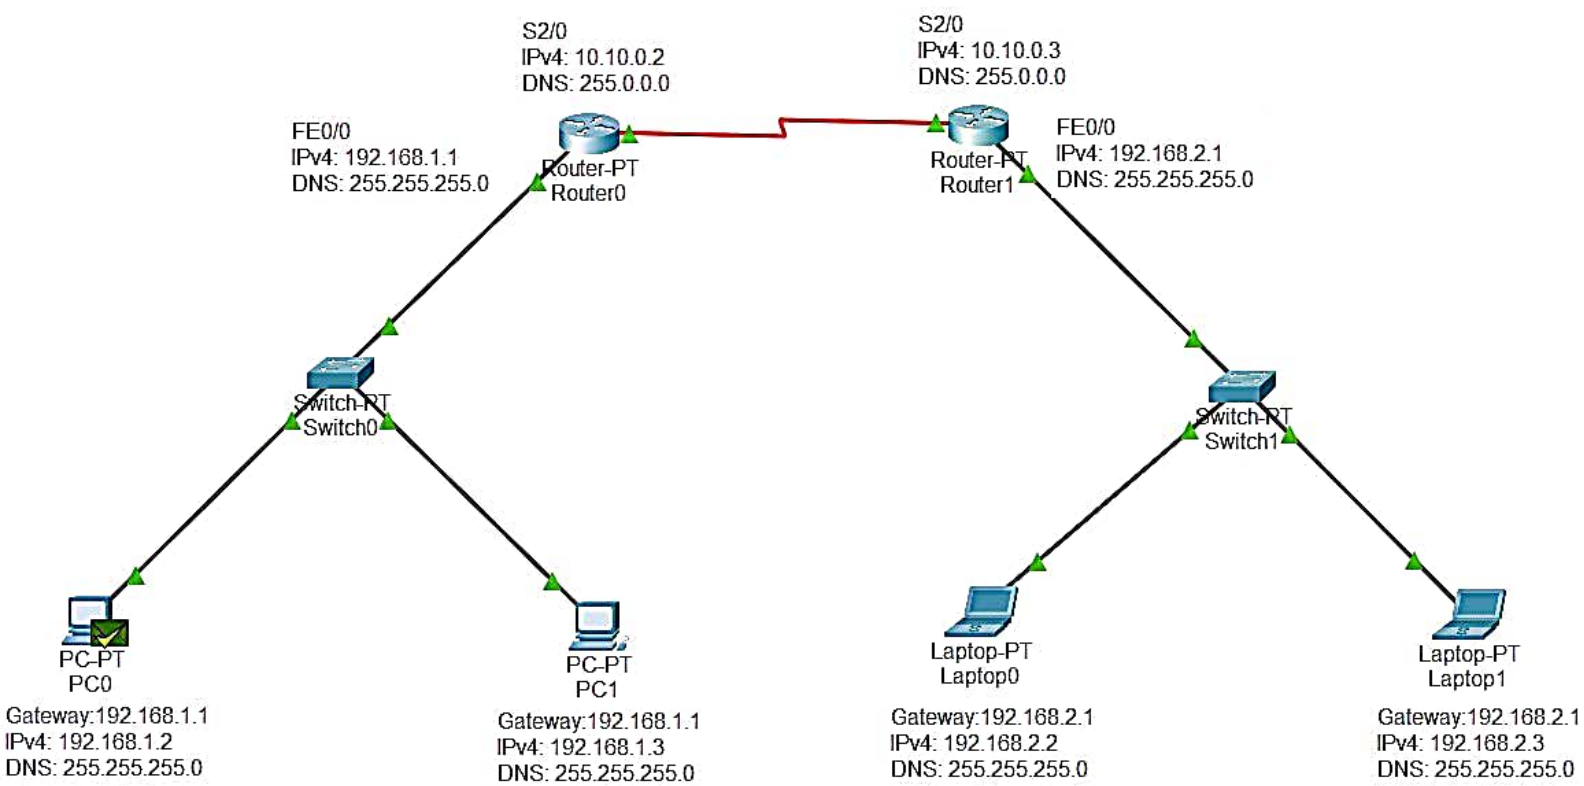 S2/0
IPv4: 10.10.0.2
DNS: 255.0.0.0
S2/0
IPv4: 10.10.0.3
DNS: 255.0.0.0
FE0/0
IPv4: 192.168.1.1
DNS: 255.255.255.0
Router-PT
Router0
Router-PT
Router1
FE0/0
IPv4: 192.168.2.1
DNS: 255.255.255.0
Switch-PT
Switch0
Switch-PT
Switch1
PC-PT
PC0
Gateway:192.168.1.1
IPv4: 192.168.1.2
DNS: 255.255.255.0
PC-PT
PC1
Gateway:192.168.1.1
IPv4: 192.168.1.3
DNS: 255.255.255.0
Laptop-PT
Laptop0
Gateway:192.168.2.1
IPv4: 192.168.2.2
DNS: 255.255.255.0
Laptop-PT
Laptop1
Gateway:192.168.2.1
IPv4: 192.168.2.3
DNS: 255.255.255.0